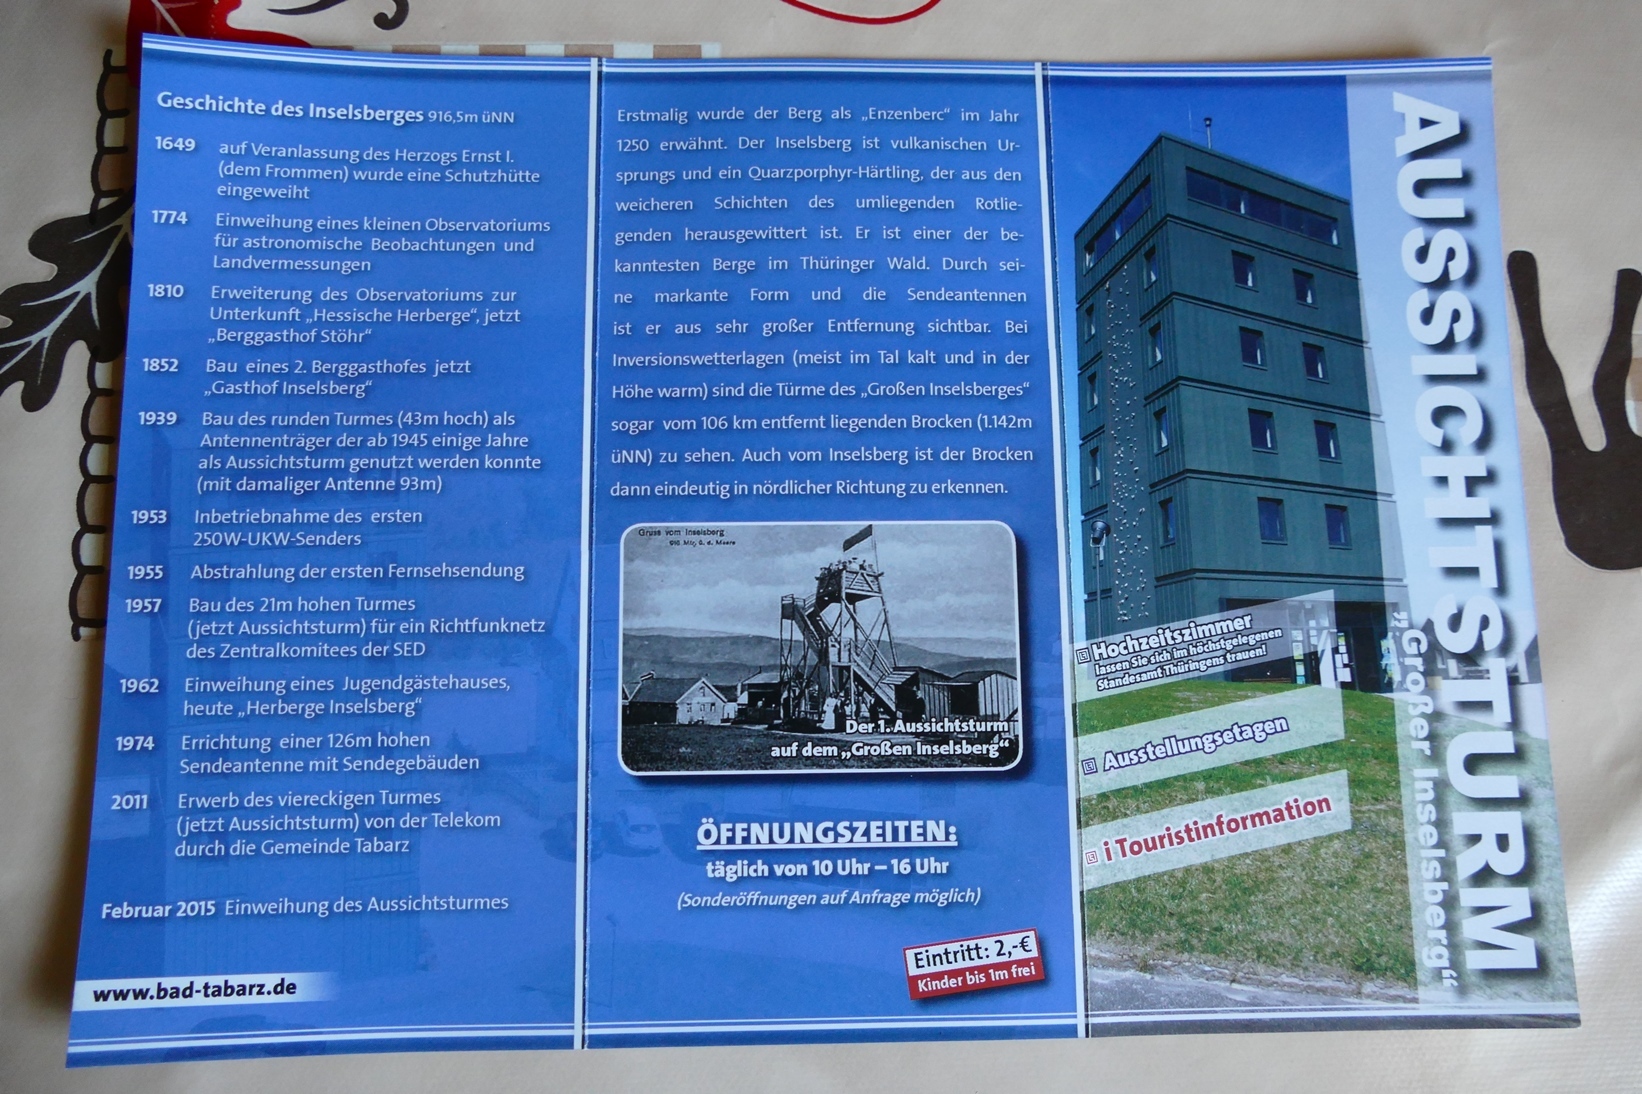 Geschichte des Inselsberges 916,5m üNN
1649 auf Veranlassung des Herzogs Ernst I.
(dem Frommen) wurde eine Schutzhütte
eingeweiht
1774 Einweihung eines kleinen Observatoriums
für astronomische Beobachtungen und
Landvermessungen
1810 Erweiterung des Observatoriums zur
Unterkunft „Hessische Herberge“, jetzt
„Berggasthof Stöhr“
1852 Bau eines 2. Berggasthofes jetzt
„Gasthof Inselsberg“
1939 Bau des runden Turmes (43m hoch) als
Antennenträger der ab 1945 einige Jahre
als Aussichtsturm genutzt werden konnte
(mit damaliger Antenne 93m)
1953 Inbetriebnahme des ersten
250W-UKW-Senders
1955 Abstrahlung der ersten Fernsehsendung
1957 Bau des 21m hohen Turmes
(jetzt Aussichtsturm) für ein Richtfunknetz
des Zentralkomitees der SED
1962 Einweihung eines Jugendgästehauses,
heute „Herberge Inselsberg“
1974 Errichtung einer 126m hohen
Sendeantenne mit Sendegebäuden
2011 Erwerb des viereckigen Turmes
(jetzt Aussichtsturm) von der Telekom
durch die Gemeinde Tabarz
Februar 2015 Einweihung des Aussichtsturmes
www.bad-tabarz.de
Erstmalig wurde der Berg als „Enzenberc“ im Jahr
1250 erwähnt. Der Inselsberg ist vulkanischen Ur-
sprungs und ein Quarzporphyr-Härtling, der aus den
weicheren Schichten des umliegenden Rotlie-
genden herausgewittert ist. Er ist einer der be-
kanntesten Berge im Thüringer Wald. Durch sei-
ne markante Form und die Sendeantennen
ist er aus sehr großer Entfernung sichtbar. Bei
Inversionswetterlagen (meist im Tal kalt und in der
Höhe warm) sind die Türme des „Großen Inselsberges“
sogar vom 106 km entfernt liegenden Brocken (1.142m
üNN) zu sehen. Auch vom Inselsberg ist der Brocken
dann eindeutig in nördlicher Richtung zu erkennen.
Gruss vom Inselsberg
916 Mtr. ü. d. Meere
Der 1. Aussichtsturm
auf dem „Großen Inselsberg“
ÖFFNUNGSZEITEN:
täglich von 10 Uhr – 16 Uhr
(Sonderöffnungen auf Anfrage möglich)
Eintritt: 2,-€
Kinder bis 1m frei
AUSSICHTSTURM
„Großer Inselsberg“
Hochzeitszimmer
lassen Sie sich im höchstgelegenen
Standesamt Thüringens trauen!
Ausstellungsetagen
i Touristinformation